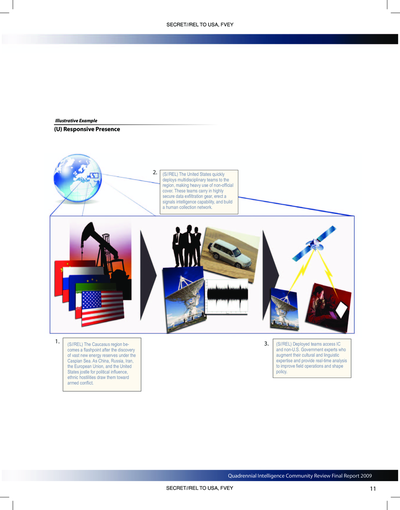 SECRET//REL TO USA, FVEY
Illustrative Example
(U) Responsive Presence
2.
(S//REL) The United States quickly
deploys multidisciplinary teams to the
region, making heavy use of non-official
cover. These teams carry in highly
secure data exfiltration gear, erect a
signals intelligence capability, and build
a human collection network.
1.
(S//REL) The Caucasus region be-
comes a flashpoint after the discovery
of vast new energy reserves under the
Caspian Sea. As China, Russia, Iran,
the European Union, and the United
States jostle for political influence,
ethnic hostilities draw them toward
armed conflict.
3.
(S//REL) Deployed teams access IC
and non-U.S. Government experts who
augment their cultural and linguistic
expertise and provide real-time analysis
to improve field operations and shape
policy.
Quadrennial Intelligence Community Review Final Report 2009
SECRET//REL TO USA, FVEY
11